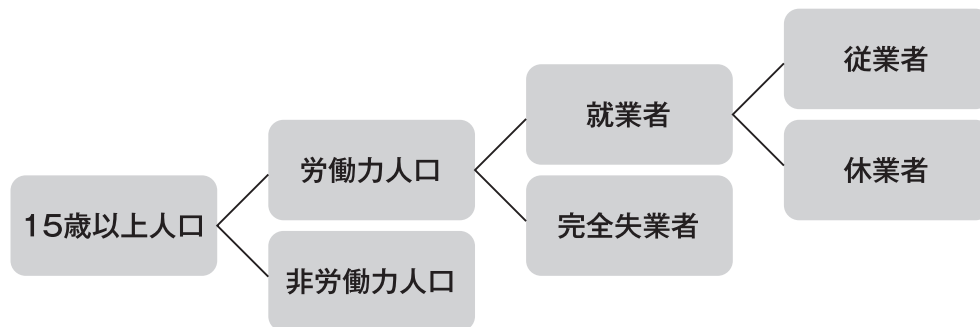 15歳以上人口
労働力人口
非労働力人口
就業者
完全失業者
従業者
休業者